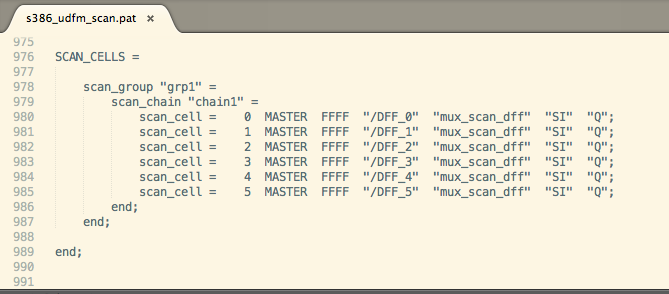 s386_udfm_scan.pat ×
975
976 SCAN_CELLS =
977
978 scan_group "grp1" =
979 scan_chain "chain1" =
980 scan_cell = 0 MASTER FFFF "/DFF_0" "mux_scan_dff" "SI" "Q";
981 scan_cell = 1 MASTER FFFF "/DFF_1" "mux_scan_dff" "SI" "Q";
982 scan_cell = 2 MASTER FFFF "/DFF_2" "mux_scan_dff" "SI" "Q";
983 scan_cell = 3 MASTER FFFF "/DFF_3" "mux_scan_dff" "SI" "Q";
984 scan_cell = 4 MASTER FFFF "/DFF_4" "mux_scan_dff" "SI" "Q";
985 scan_cell = 5 MASTER FFFF "/DFF_5" "mux_scan_dff" "SI" "Q";
986 end;
987 end;
988
989 end;
990
991